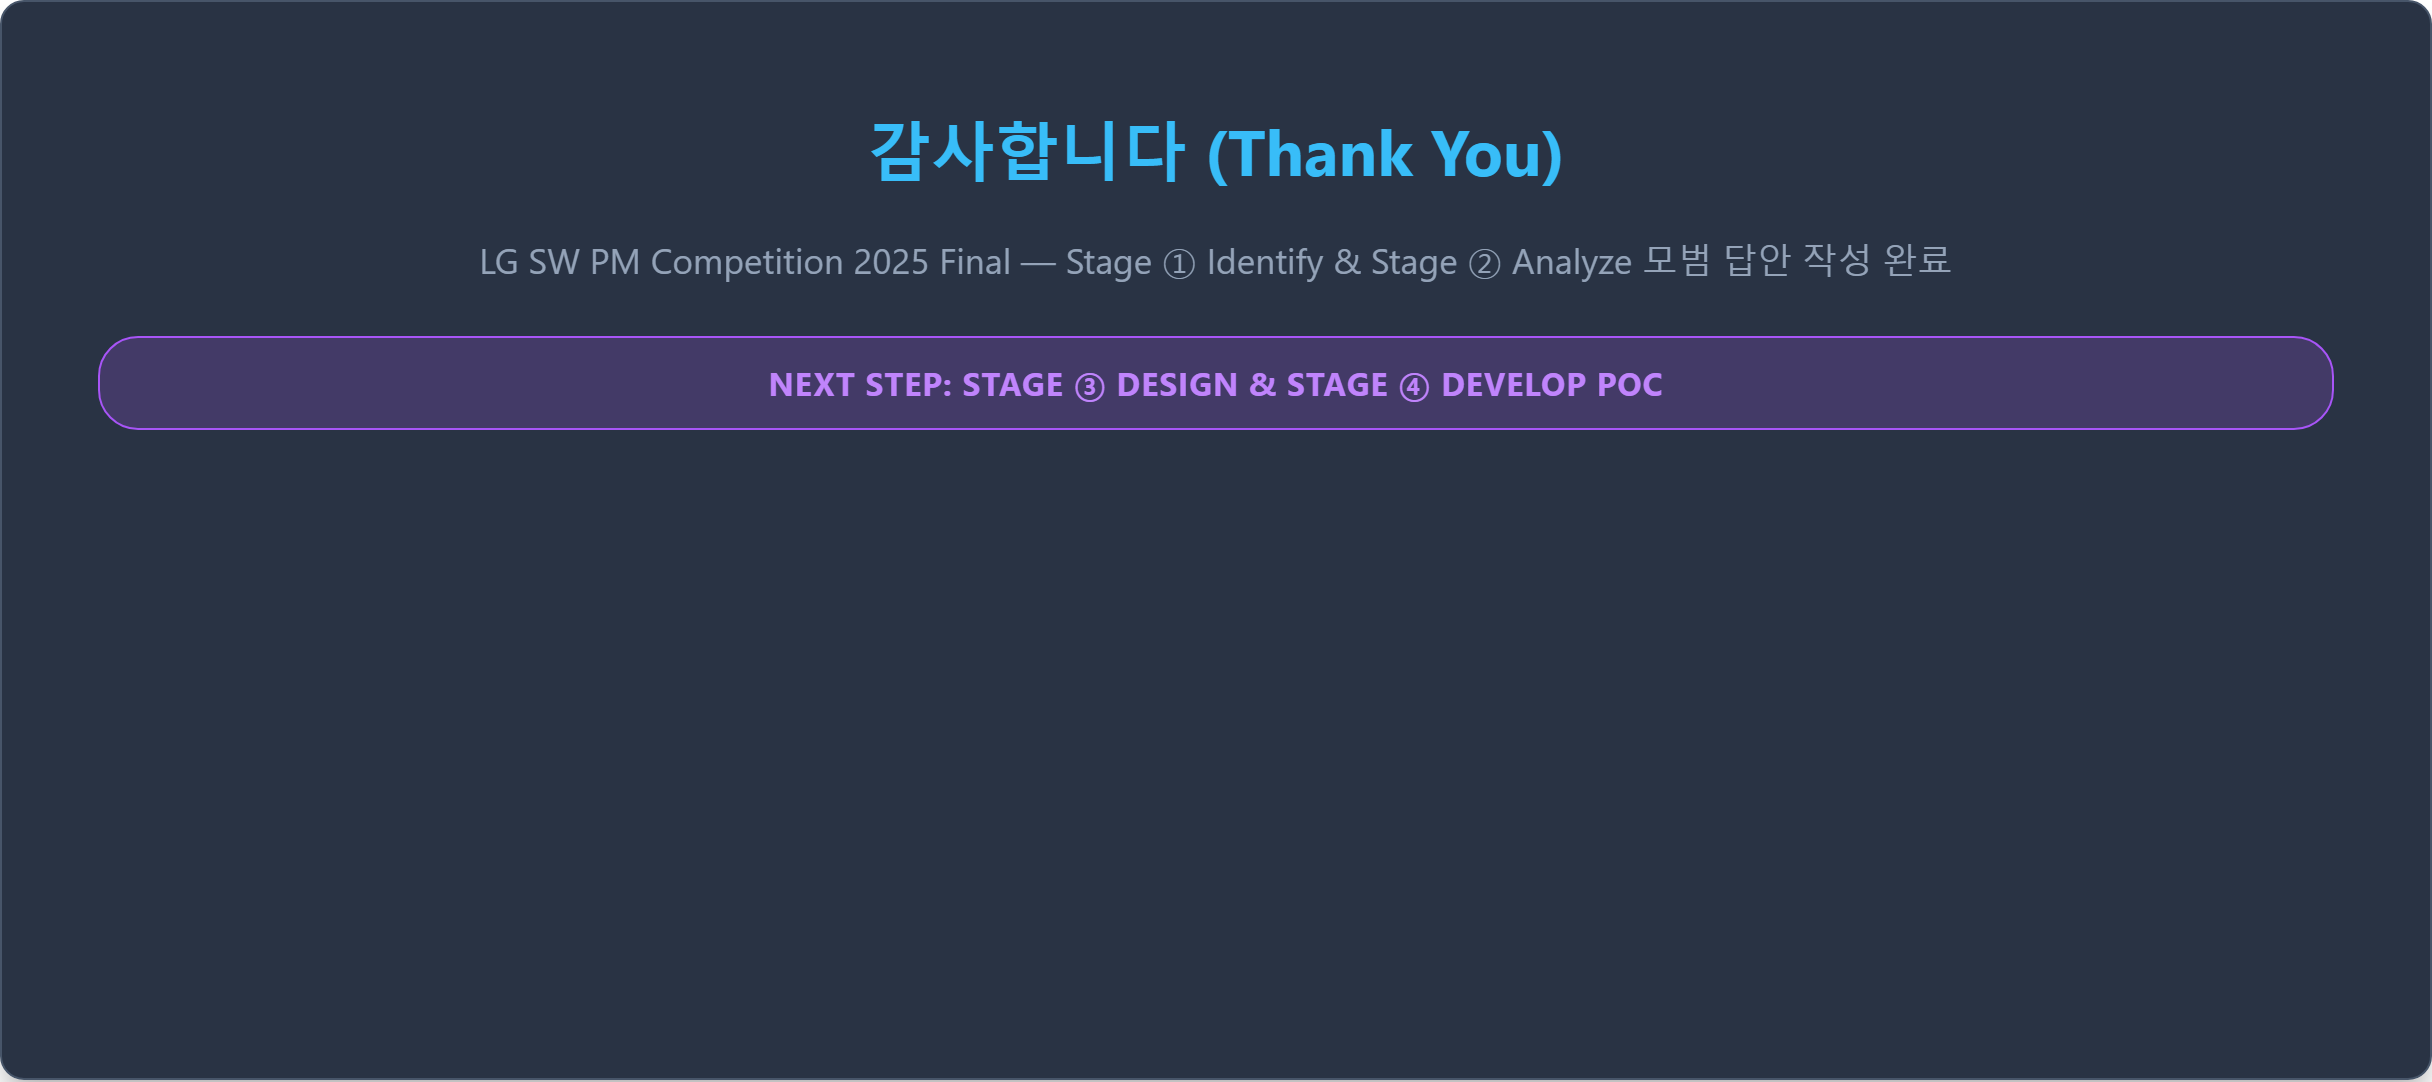 감사합니다 (Thank You)
LG SW PM Competition 2025 Final — Stage ① Identify & Stage ② Analyze 모범 답안 작성 완료
NEXT STEP: STAGE ③ DESIGN & STAGE ④ DEVELOP POC